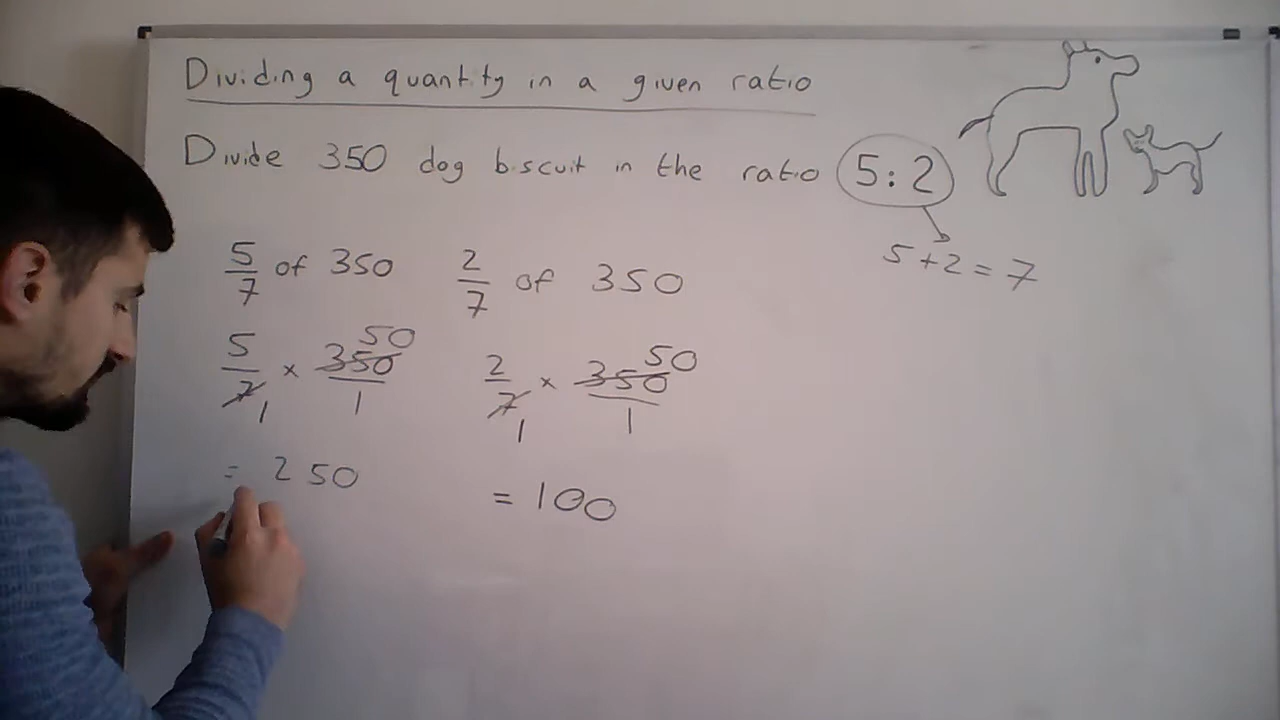 Dividing a quantity in a given ratio
Divide 350 dog biscuit in the ratio 5:2
5+2=7
5/7 of 350
2/7 of 350
5/7 1 × 350 50 / 1
2/7 1 × 350 50 / 1
= 250
= 100